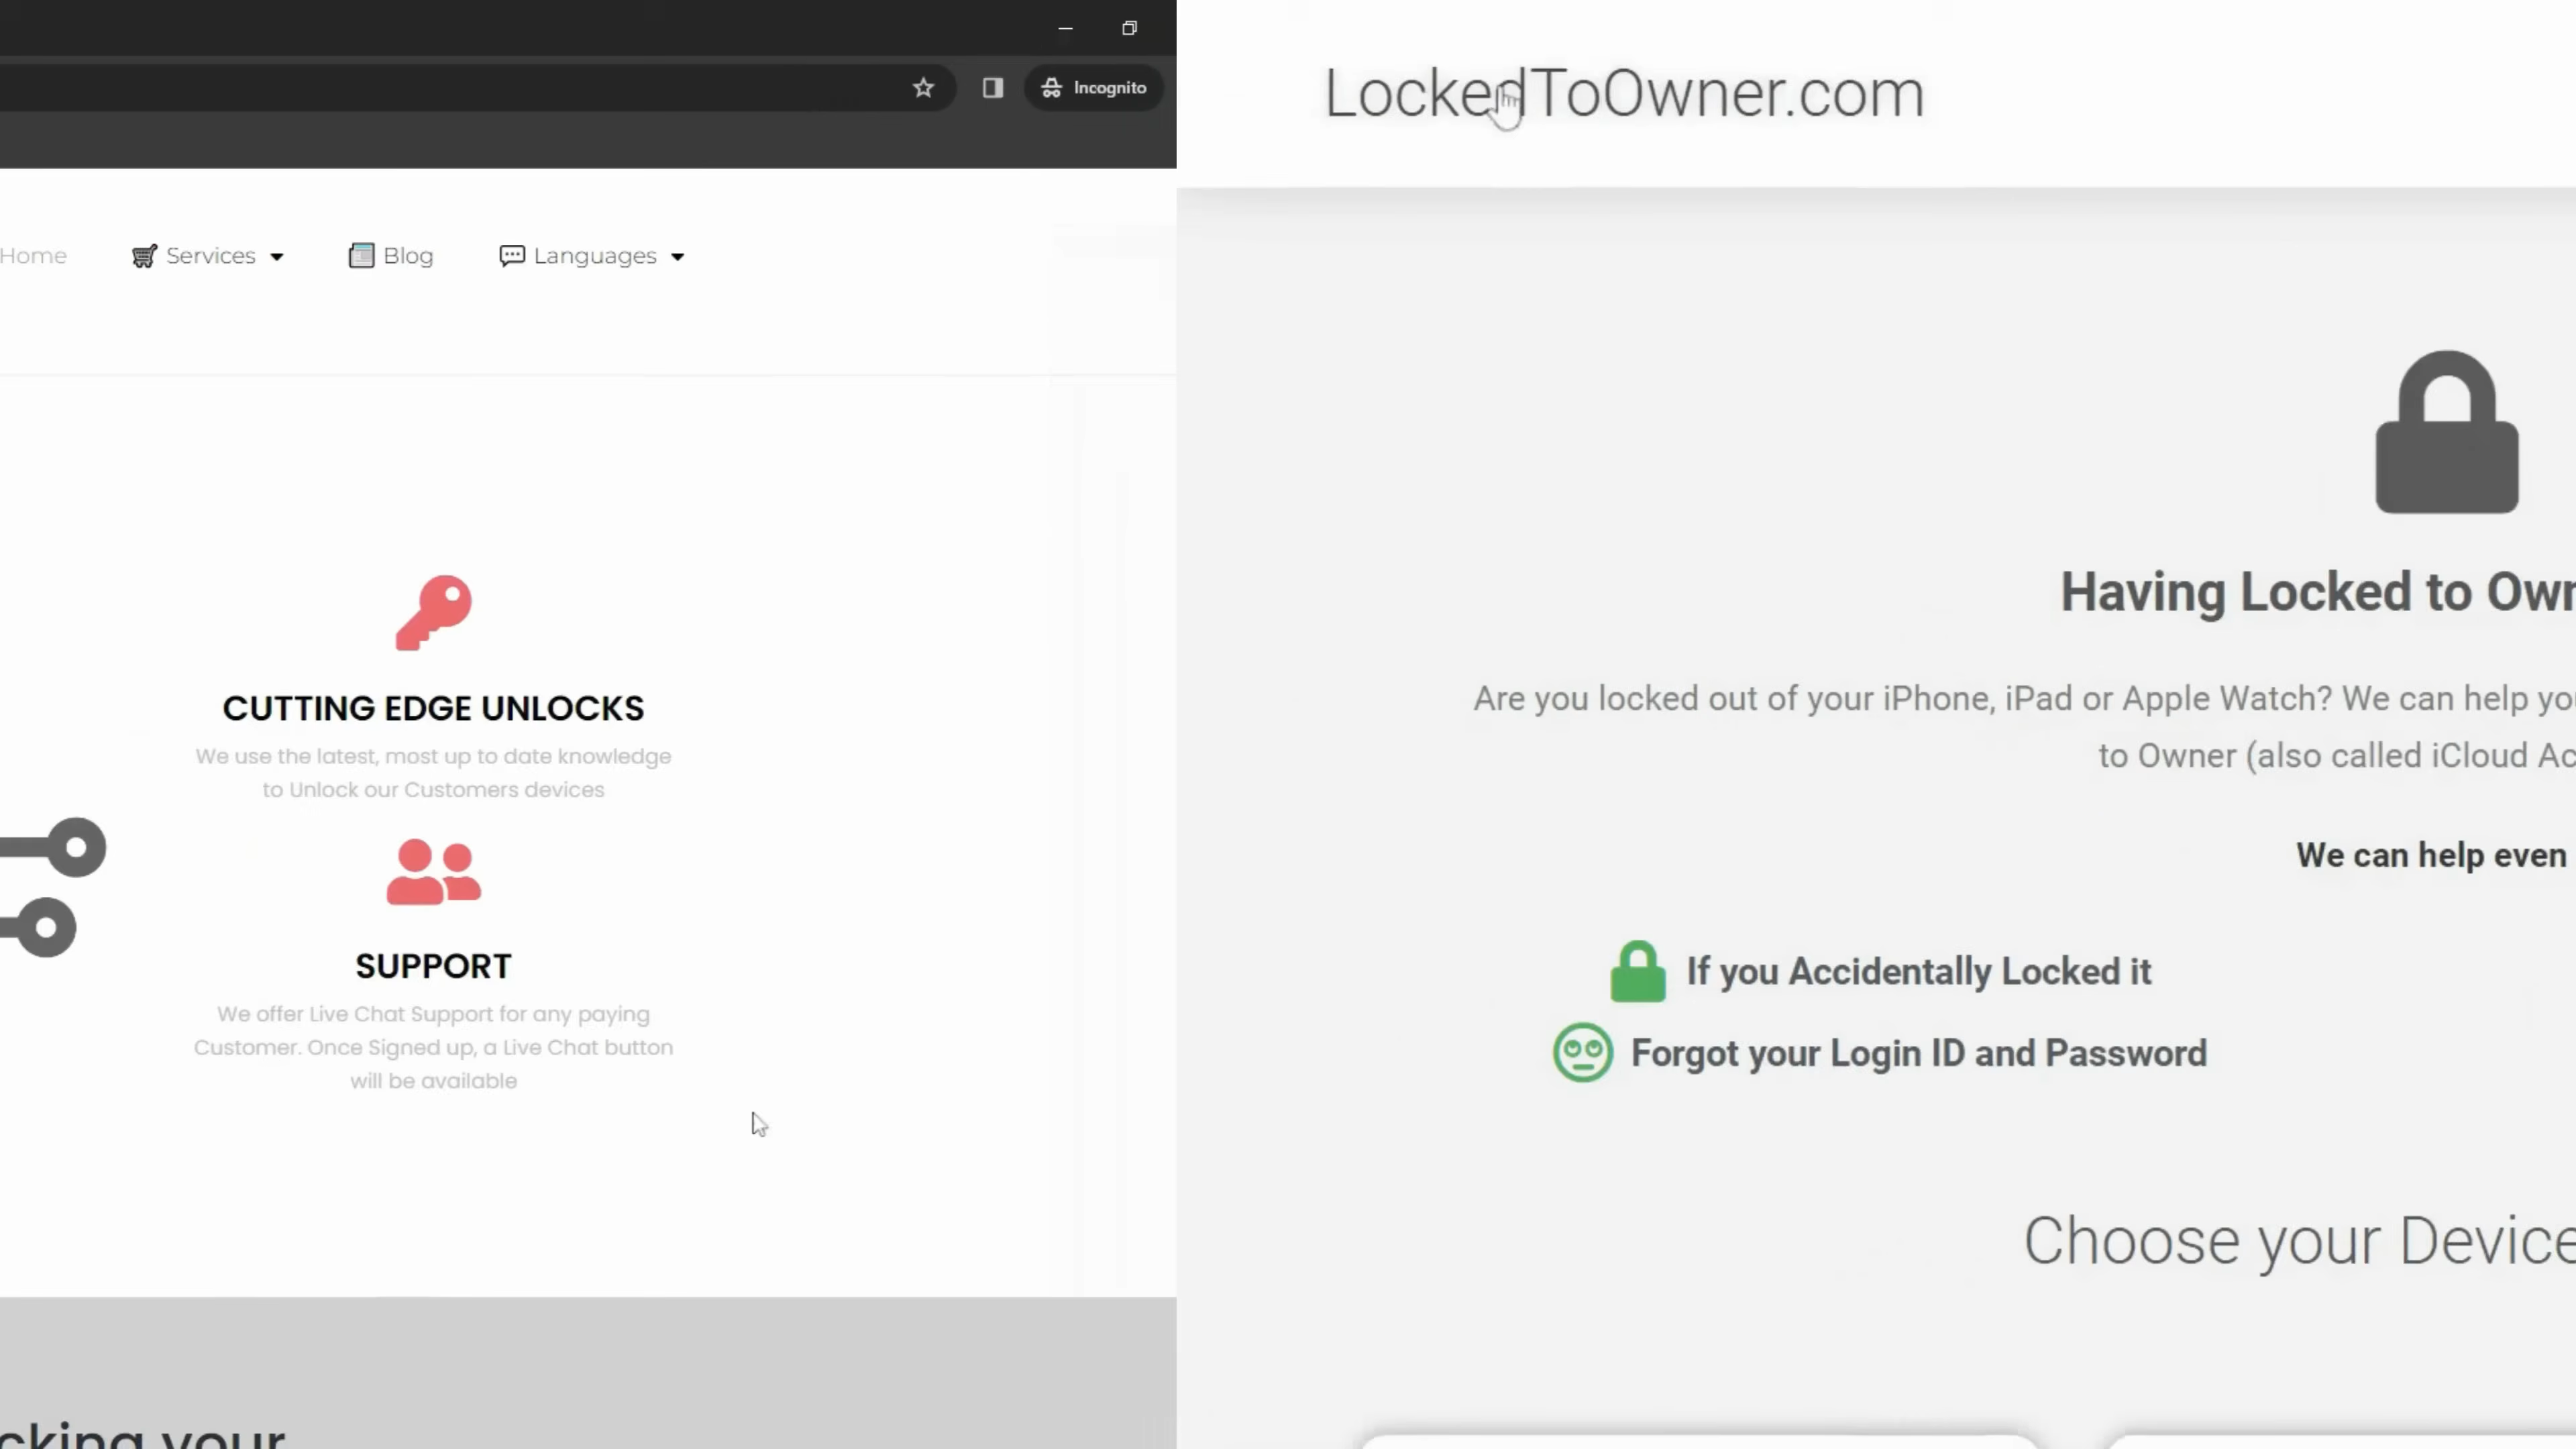 Incognito
Home
Services
Blog
Languages
CUTTING EDGE UNLOCKS
We use the latest, most up to date knowledge
to Unlock our Customers devices
SUPPORT
We offer Live Chat Support for any paying
Customer. Once Signed up, a Live Chat button
will be available
your
LockedToOwner.com
Having Locked to
Are you locked out of your iPhone, iPad or Apple Watch? We can help
to Owner (also called iCloud
We can help even
If you Accidentally Locked it
Forgot your Login ID and Password
Choose your Device